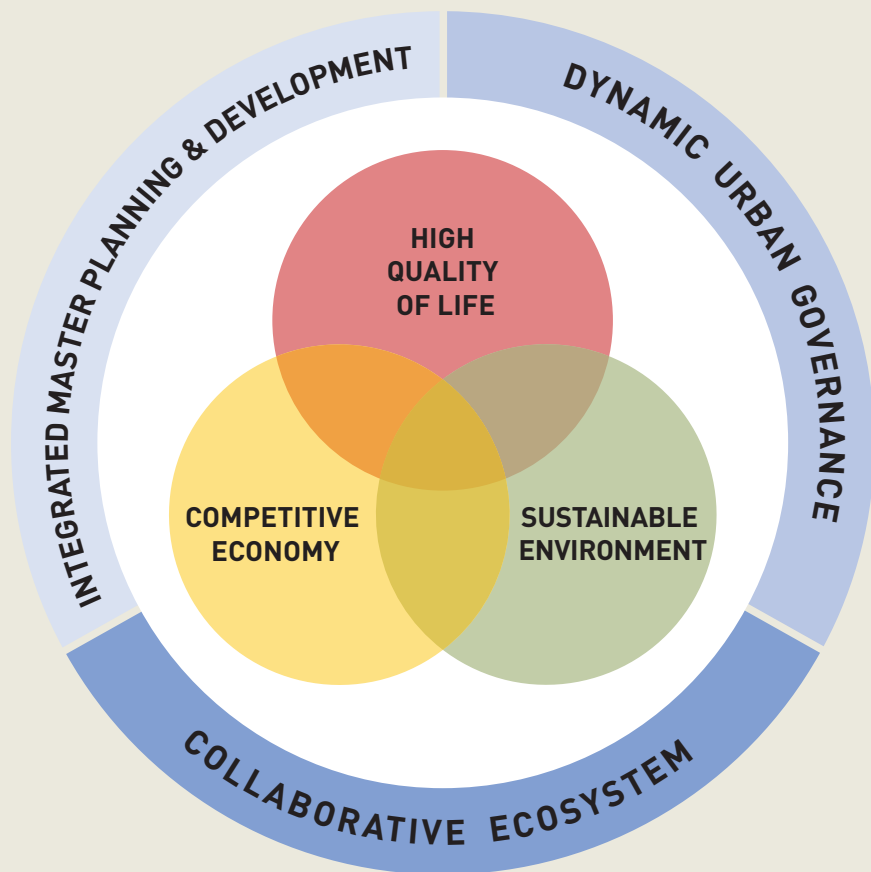 INTEGRATED MASTER PLANNING & DEVELOPMENT
DYNAMIC URBAN GOVERNANCE
HIGH
QUALITY
OF LIFE
COMPETITIVE
ECONOMY
SUSTAINABLE
ENVIRONMENT
COLLABORATIVE ECOSYSTEM